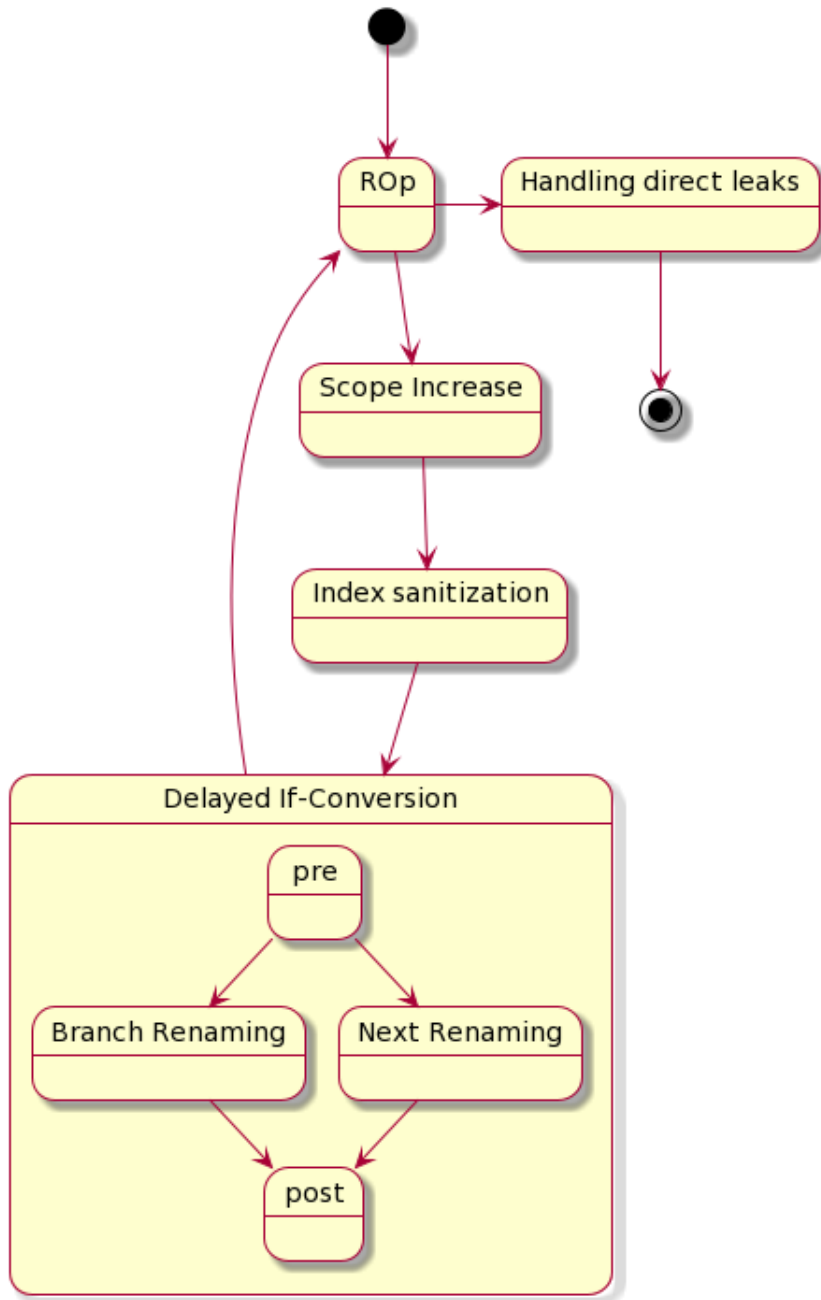 ROp
Handling direct leaks
Scope Increase
Index sanitization
Delayed If-Conversion
pre
Branch Renaming
Next Renaming
post